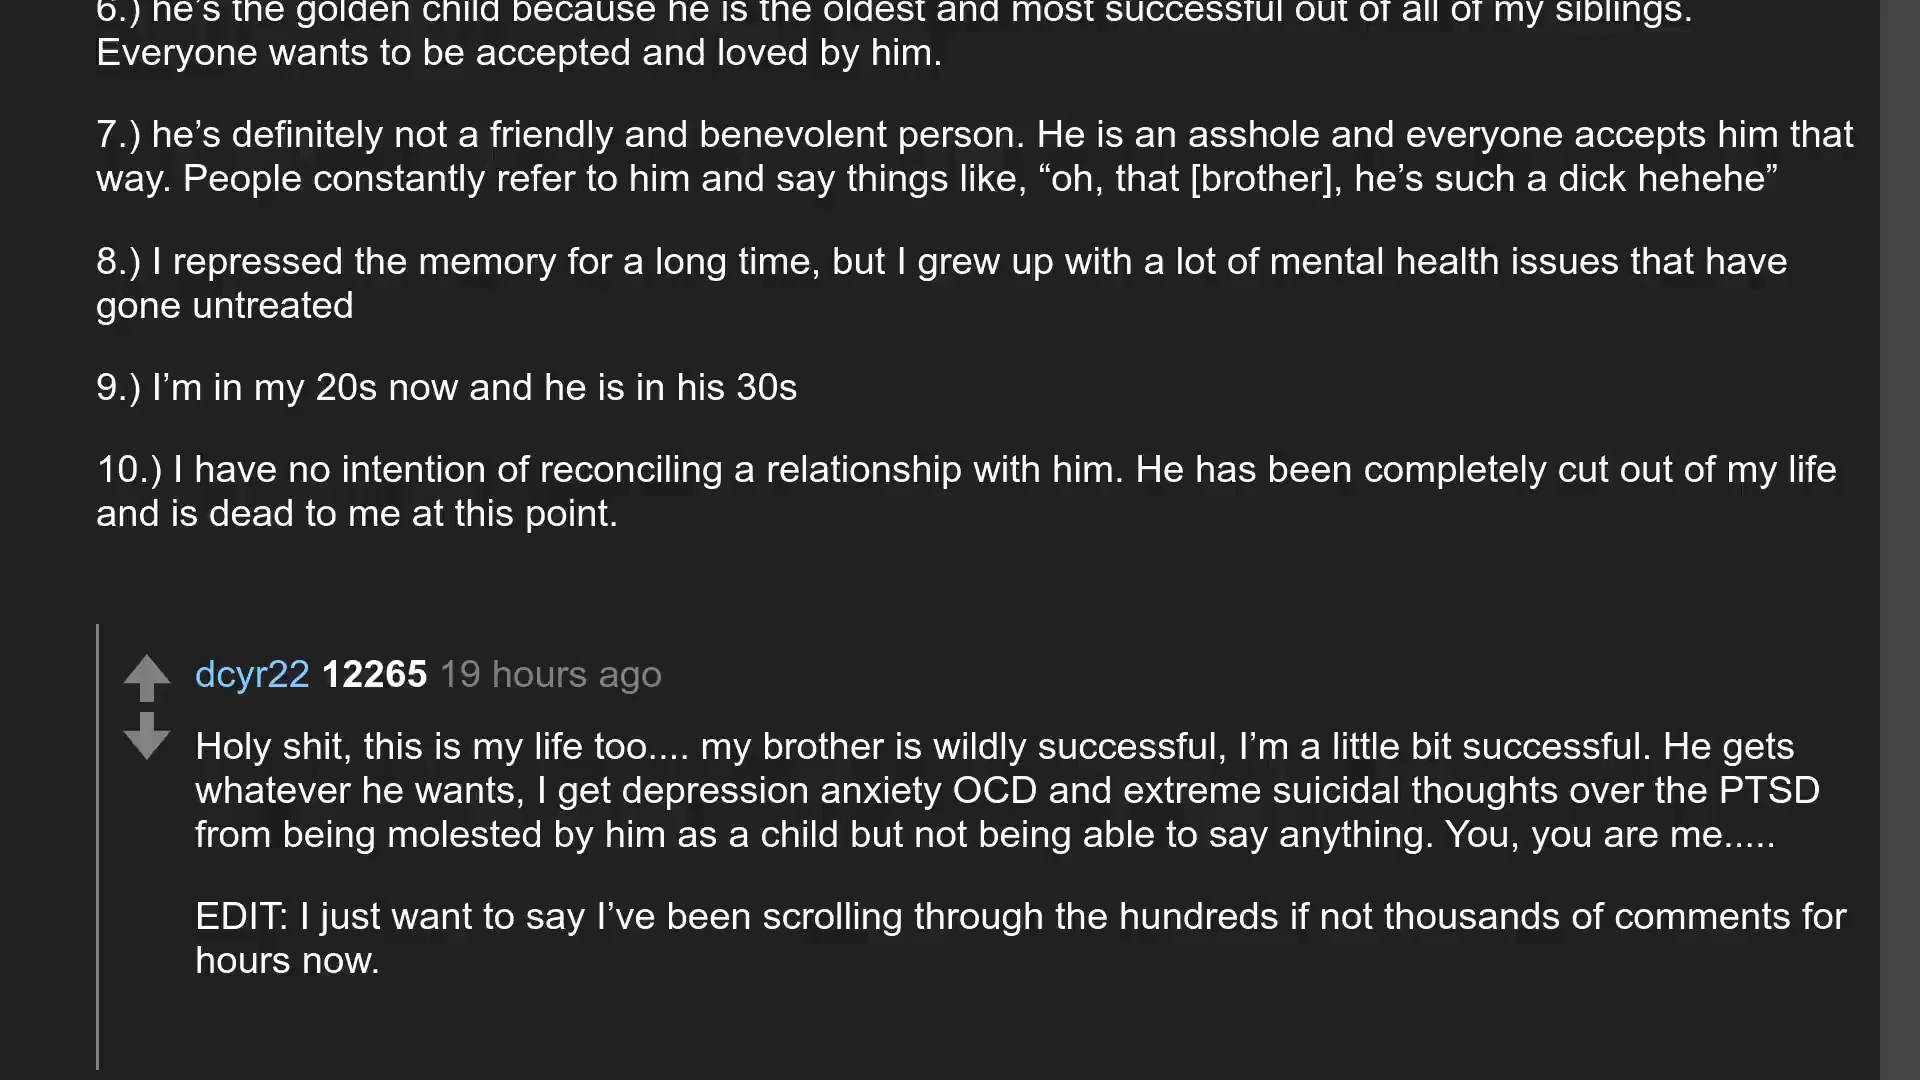 6.) he's the golden child because he is the oldest and most successful out of all of my siblings.
Everyone wants to be accepted and loved by him.
7.) he’s definitely not a friendly and benevolent person. He is an asshole and everyone accepts him that
way. People constantly refer to him and say things like, “oh, that [brother], he’s such a dick hehehe”
8.) I repressed the memory for a long time, but I grew up with a lot of mental health issues that have
gone untreated
9.) I’m in my 20s now and he is in his 30s
10.) I have no intention of reconciling a relationship with him. He has been completely cut out of my life
and is dead to me at this point.
dcyr22 12265 19 hours ago
Holy shit, this is my life too.... my brother is wildly successful, I’m a little bit successful. He gets
whatever he wants, I get depression anxiety OCD and extreme suicidal thoughts over the PTSD
from being molested by him as a child but not being able to say anything. You, you are me.....
EDIT: I just want to say I’ve been scrolling through the hundreds if not thousands of comments for
hours now.